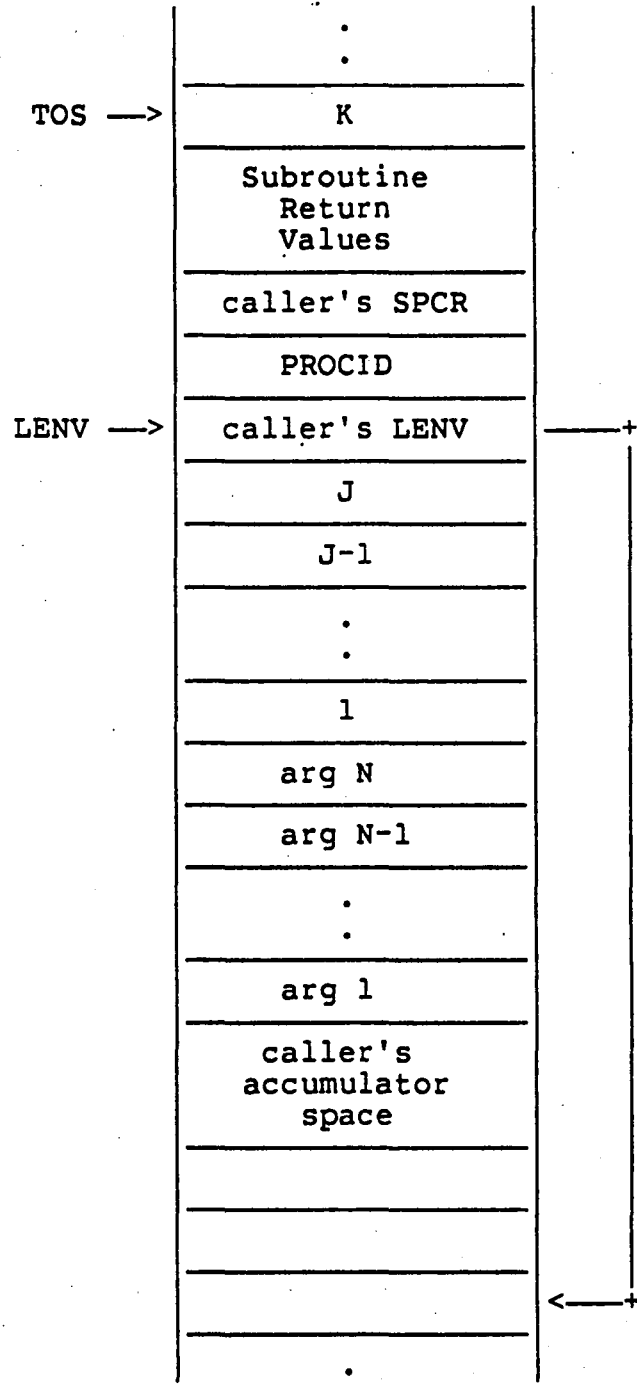 .
.
TOS —> K
Subroutine
Return
Values
caller's SPCR
PROCID
LENV —> caller's LENV
J
J-1
.
.
1
arg N
arg N-1
.
.
arg 1
caller's
accumulator
space
.